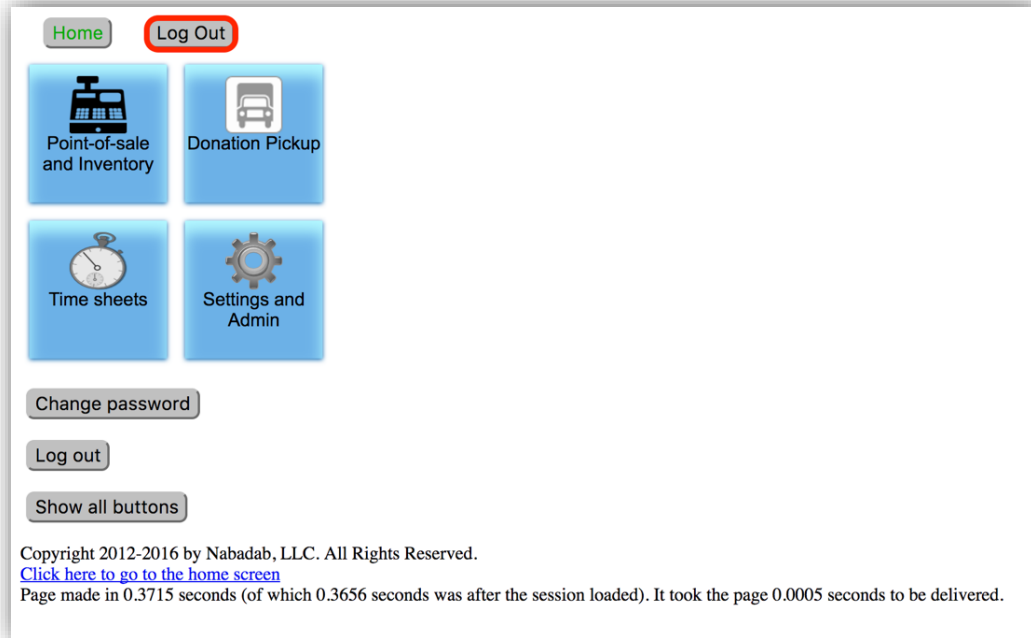 Home
Log Out
Point-of-sale
and Inventory
Donation Pickup
Time sheets
Settings and
Admin
Change password
Log out
Show all buttons
Copyright 2012-2016 by Nabadab, LLC. All Rights Reserved.
Click here to go to the home screen
Page made in 0.3715 seconds (of which 0.3656 seconds was after the session loaded). It took the page 0.0005 seconds to be delivered.